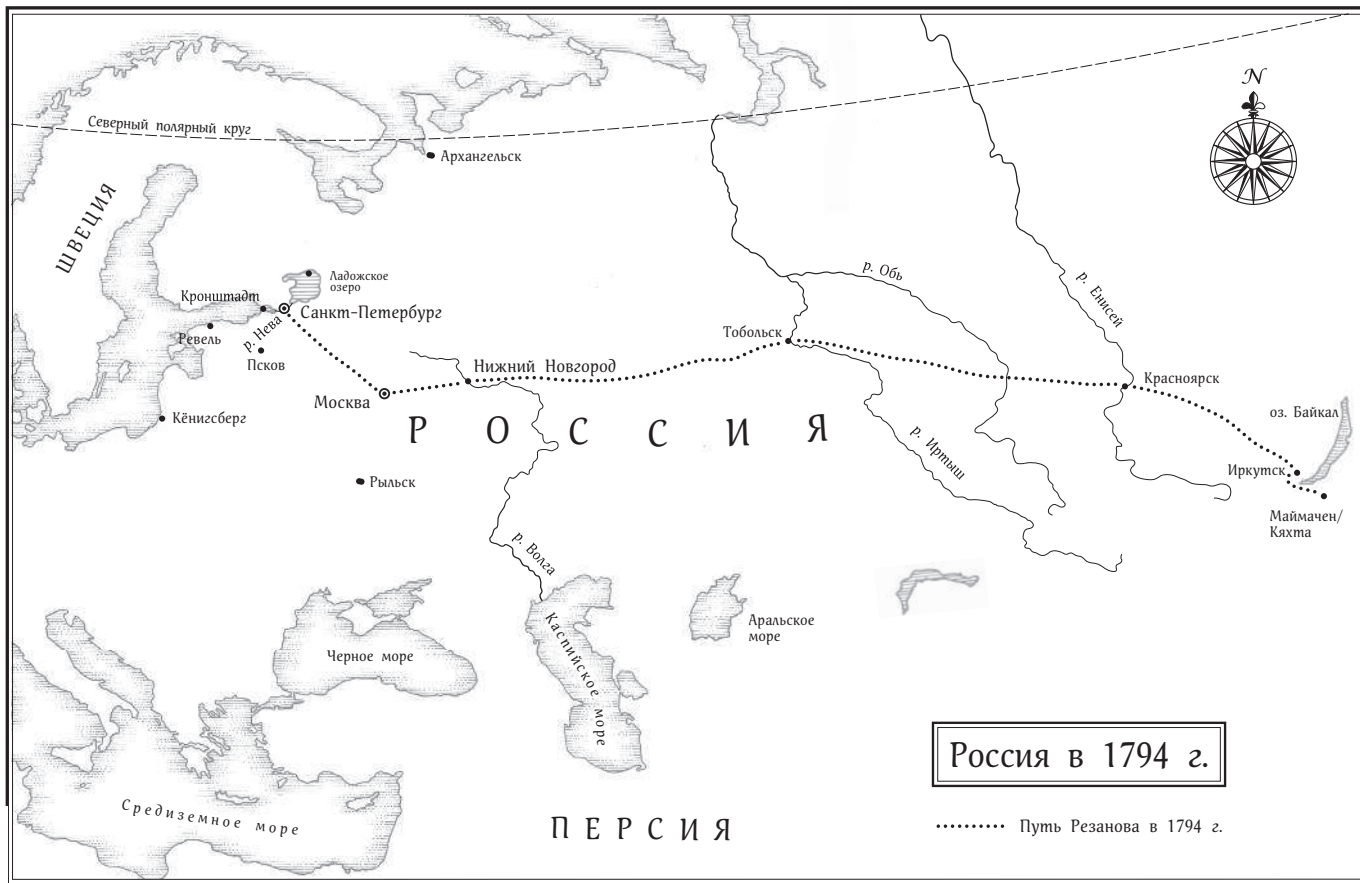 N
Северный полярный круг
Архангельск
ШВЕЦИЯ
Ладожское
озеро
Кронштадт
Санкт-Петербург
р. Нева
Ревель
Псков
р. Обь
р. Енисей
Тобольск
Нижний Новгород
Москва
Красноярск
Кёнигсберг
РОССИЯ
оз. Байкал
р. Иртыш
Иркутск
Рыльск
Маймачен/
Кяхта
р. Волга
Аральское
море
Черное море
Каспийское море
Россия в 1794 г.
Средиземное море
ПЕРСИЯ
Путь Резанова в 1794 г.